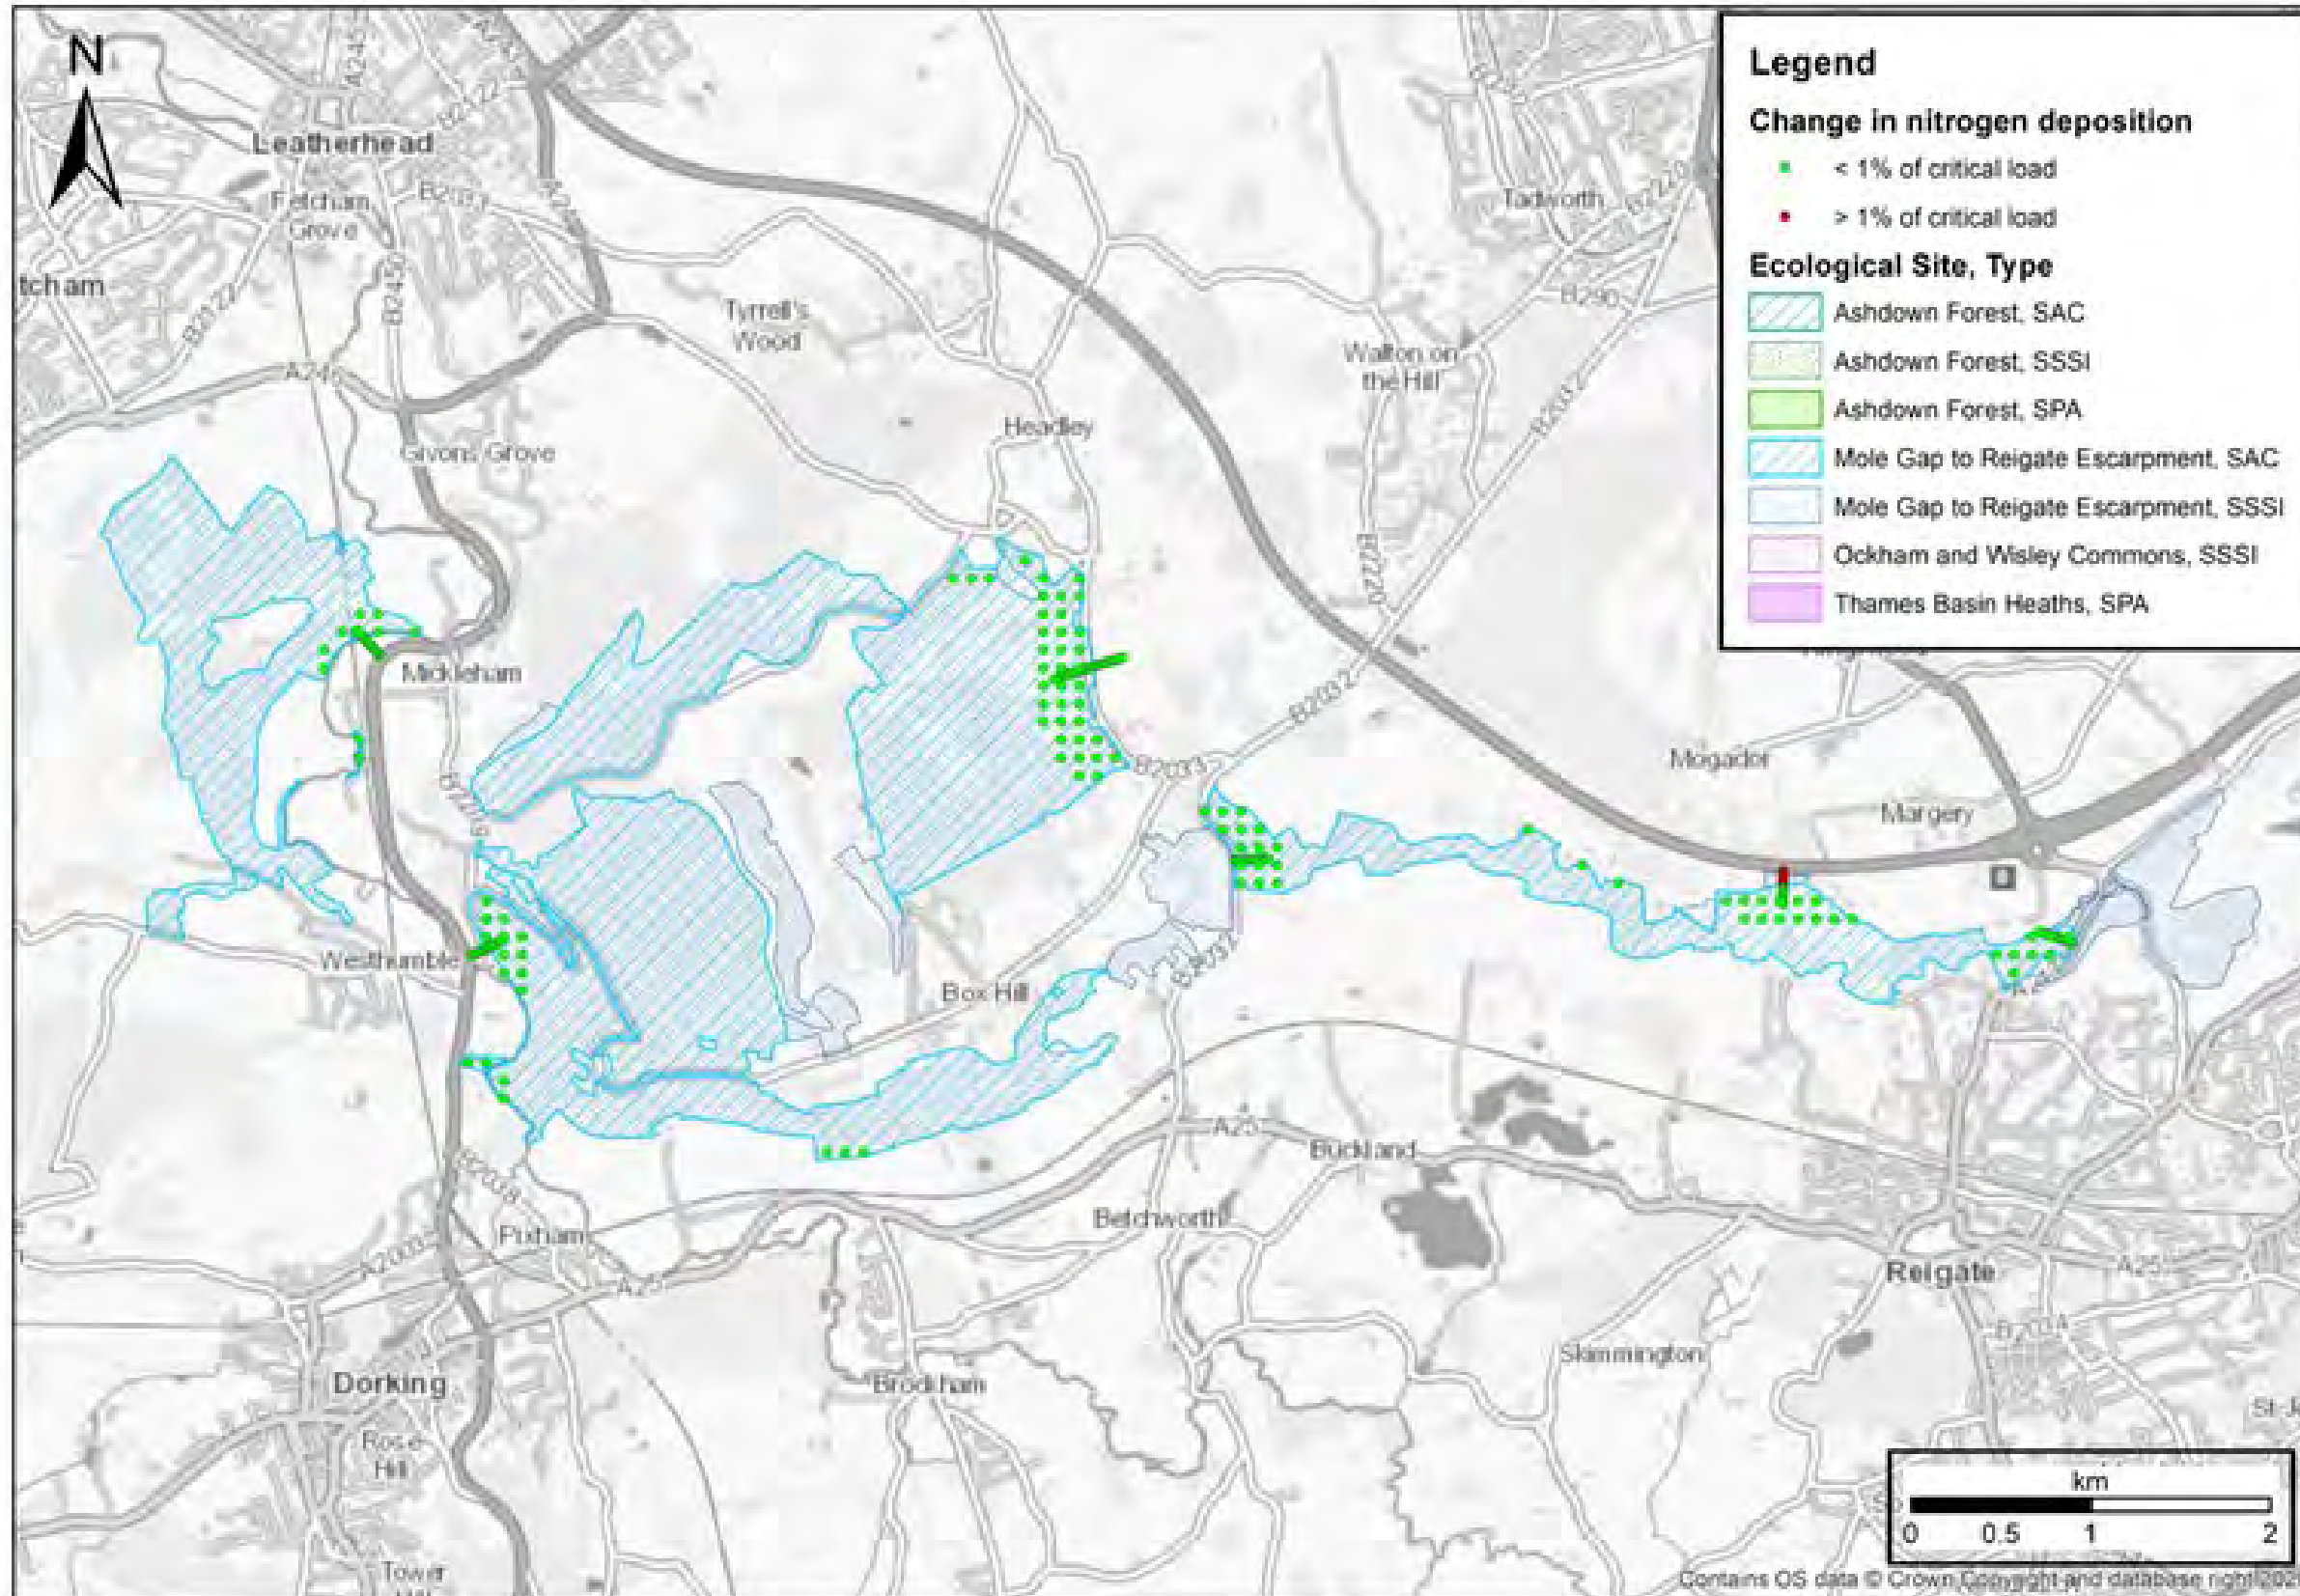 N
Legend
Change in nitrogen deposition
< 1% of critical load
> 1% of critical load
Ecological Site, Type
Ashdown Forest, SAC
Ashdown Forest, SSSI
Ashdown Forest, SPA
Mole Gap to Reigate Escarpment, SAC
Mole Gap to Reigate Escarpment, SSSI
Ockham and Wisley Commons, SSSI
Thames Basin Heaths, SPA
A245
B2122
Leatherhead
Fetcham
Grove
B2033
A243
B2450
tcham
B2122
A246
Givons Grove
Tyrrell's
Wood
Headley
Tadworth
B2220
B290
Walton on
the Hill
B2032
B2220
Mickleham
B2032
B2033
Mogador
Margery
B2209
Westhumble
Box Hill
B2032
A25
Buckland
B2038
A2003
Pixham
A25
Betchworth
Reigate
A25
B2034
Skimmington
Dorking
Brockham
Rose
Hill
St J
Tower
km
0 0.5 1 2
Contains OS data © Crown Copyright and database right 202